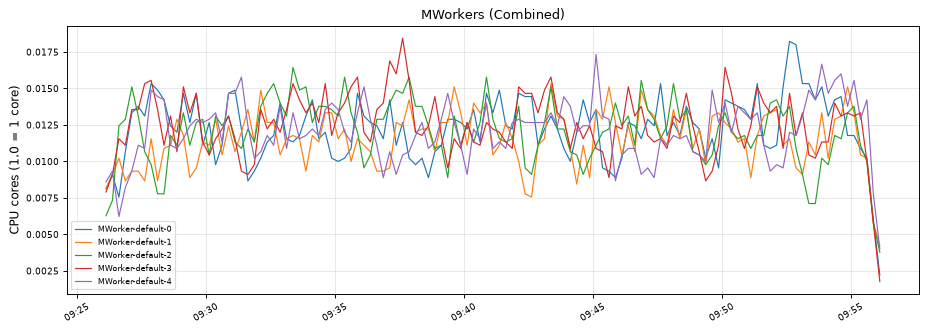 MWorkers (Combined)
CPU cores (1.0 = 1 core)
0.0175
0.0150
0.0125
0.0100
0.0075
0.0050
0.0025
MWorker-default-0
MWorker-default-1
MWorker-default-2
MWorker-default-3
MWorker-default-4
09:25
09:30
09:35
09:40
09:45
09:50
09:55